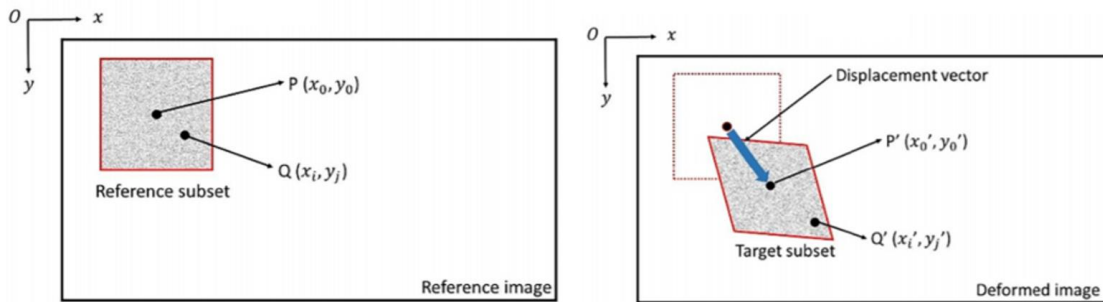 O x
y
P (x₀, y₀)
Q (xᵢ, yⱼ)
Reference subset
Reference image
O x
y
Displacement vector
P' (x₀', y₀')
Q' (xᵢ', yⱼ')
Target subset
Deformed image